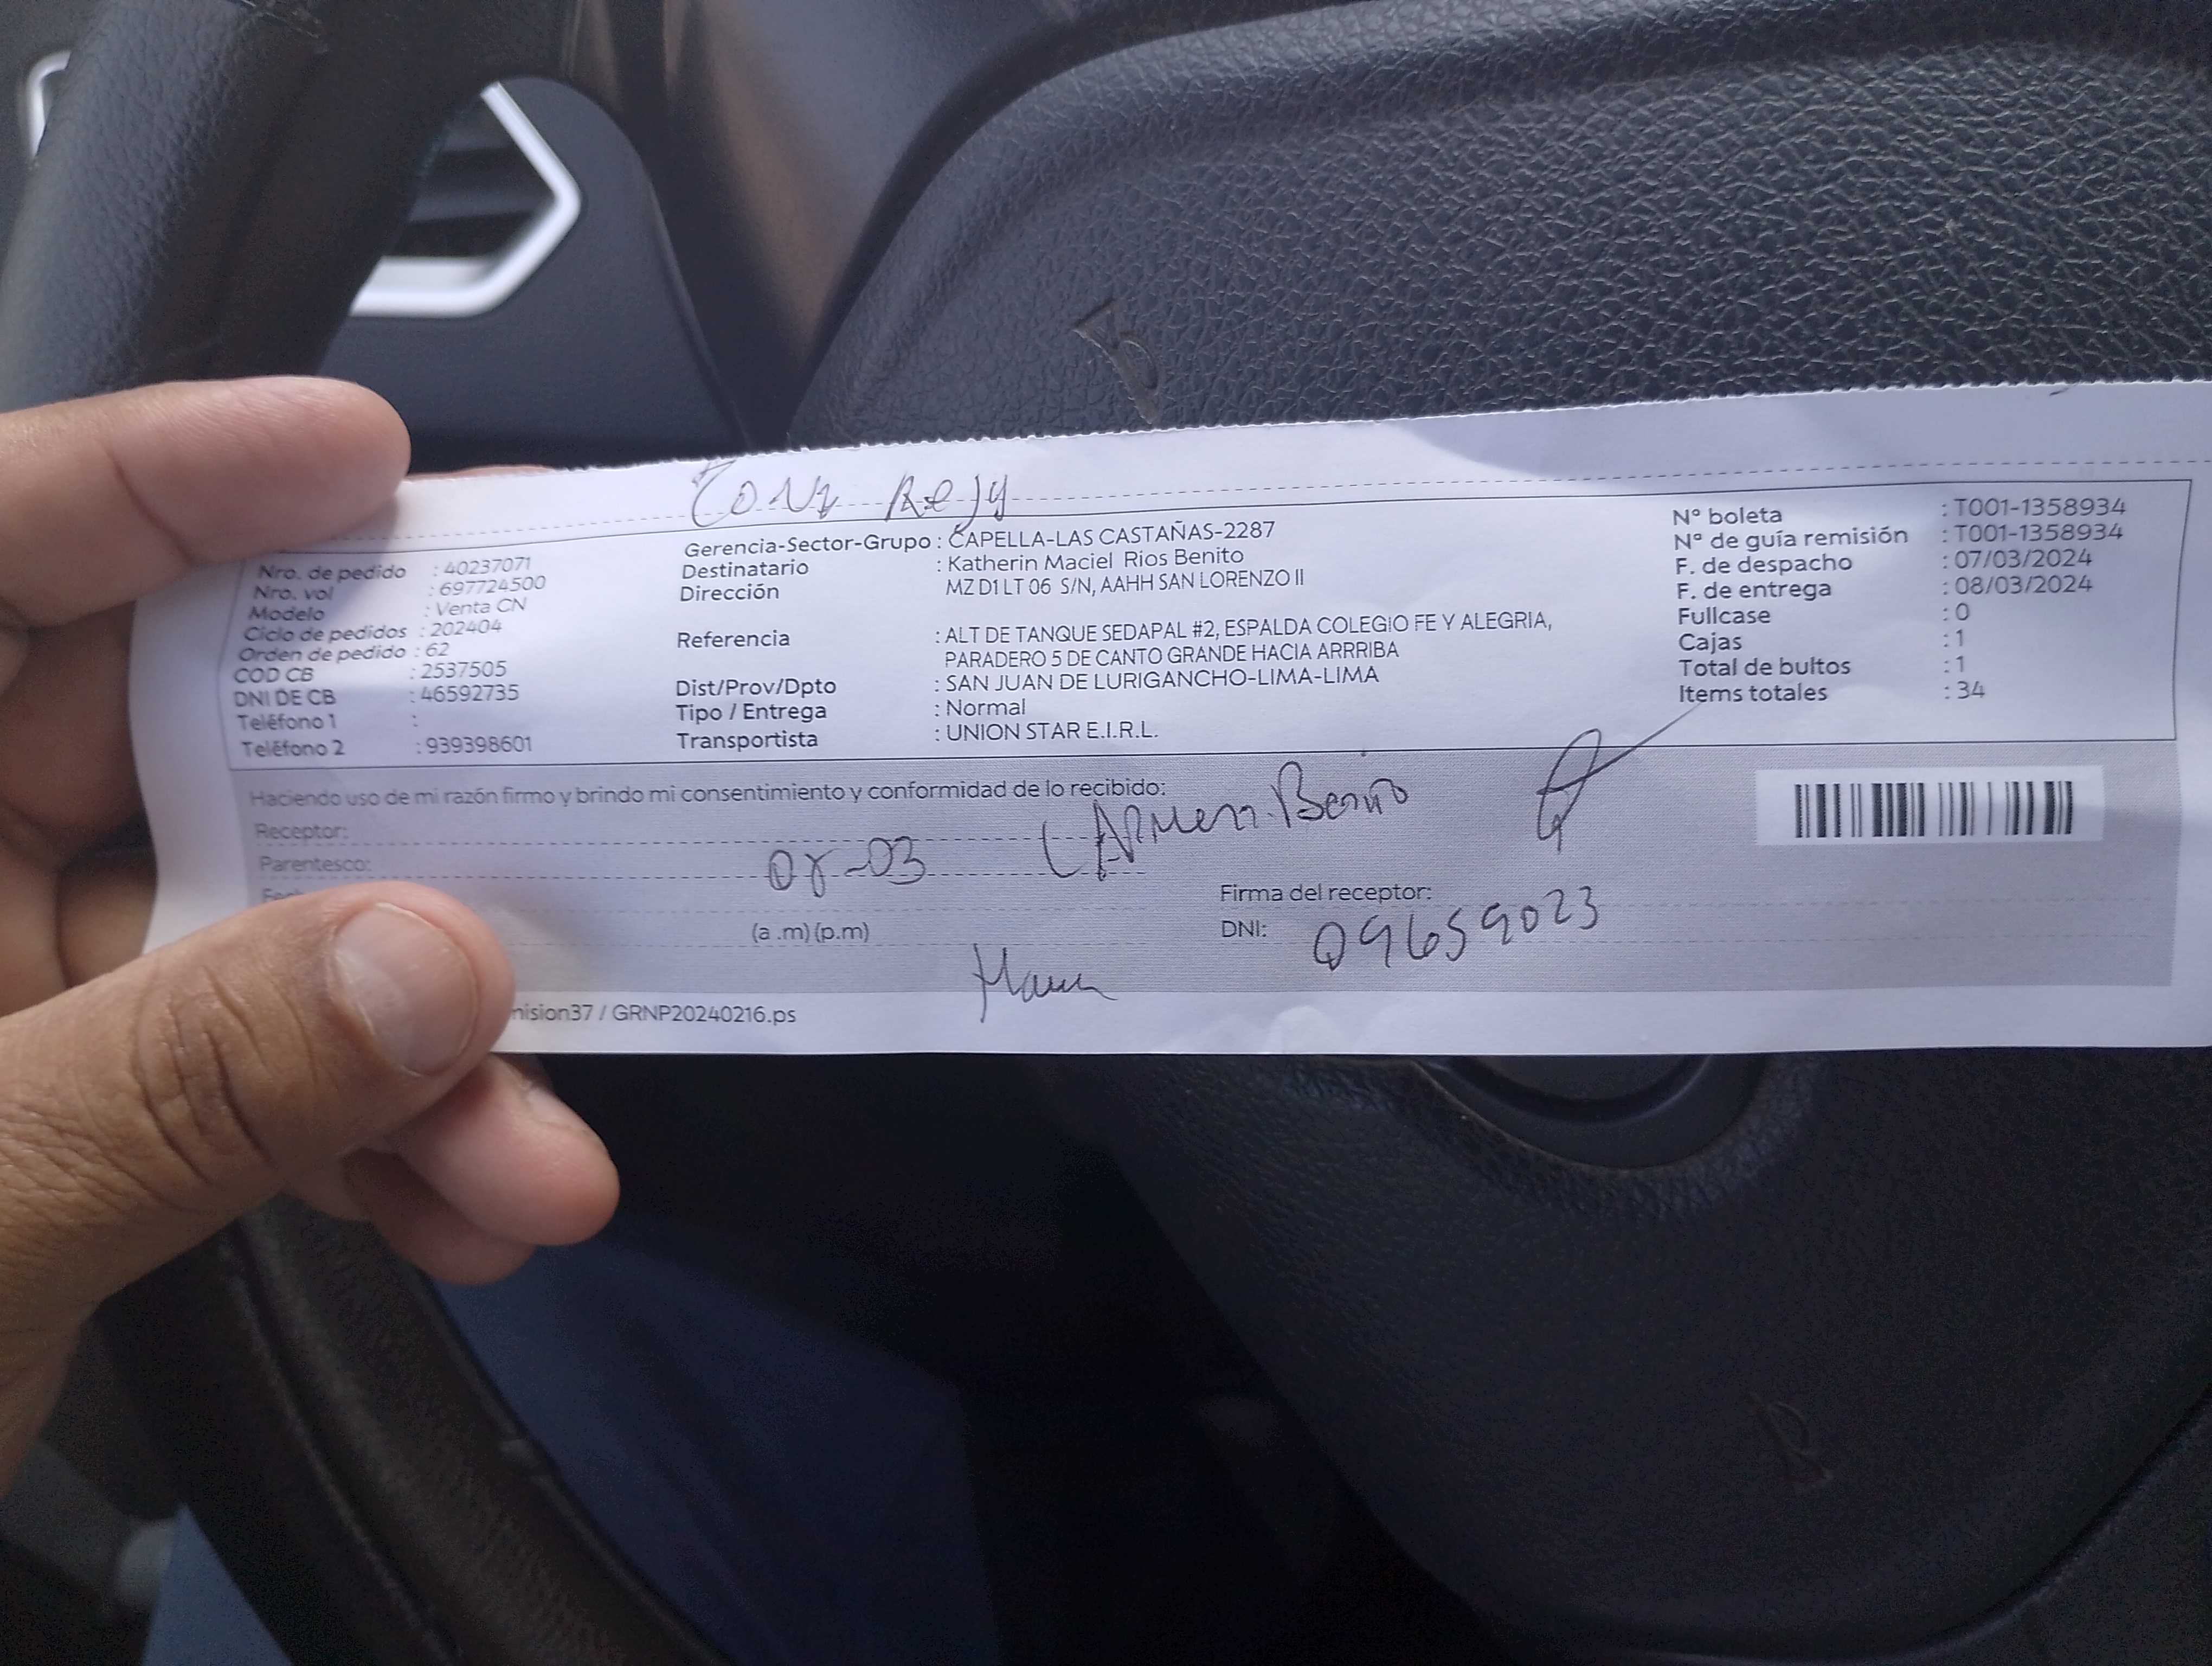 Nro. de pedido : 40237071
Nro. vol : 697724500
Modelo : Venta CN
Ciclo de pedidos : 202404
Orden de pedido : 62
COD CB : 2537505
DNI DE CB : 46592735
Teléfono 1 :
Teléfono 2 : 939398601
Gerencia-Sector-Grupo : CAPELLA-LAS CASTAÑAS-2287
Destinatario : Katherin Maciel Rios Benito
Dirección MZ D1 LT 06 S/N, AAHH SAN LORENZO II
Referencia : ALT DE TANQUE SEDAPAL #2, ESPALDA COLEGIO FE Y ALEGRIA,
PARADERO 5 DE CANTO GRANDE HACIA ARRRIBA
Dist/Prov/Dpto : SAN JUAN DE LURIGANCHO-LIMA-LIMA
Tipo / Entrega : Normal
Transportista : UNION STAR E.I.R.L.
N° boleta : T001-1358934
N° de guía remisión : T001-1358934
F. de despacho : 07/03/2024
F. de entrega : 08/03/2024
Fullcase : 0
Cajas : 1
Total de bultos : 1
Items totales : 34
Haciendo uso de mi razón firmo y brindo mi consentimiento y conformidad de lo recibido:
Receptor: Carmen Benito
Parentesco:
08-03
(a .m) (p.m)
Firma del receptor:
DNI: 09659023
mision37 / GRNP20240216.ps